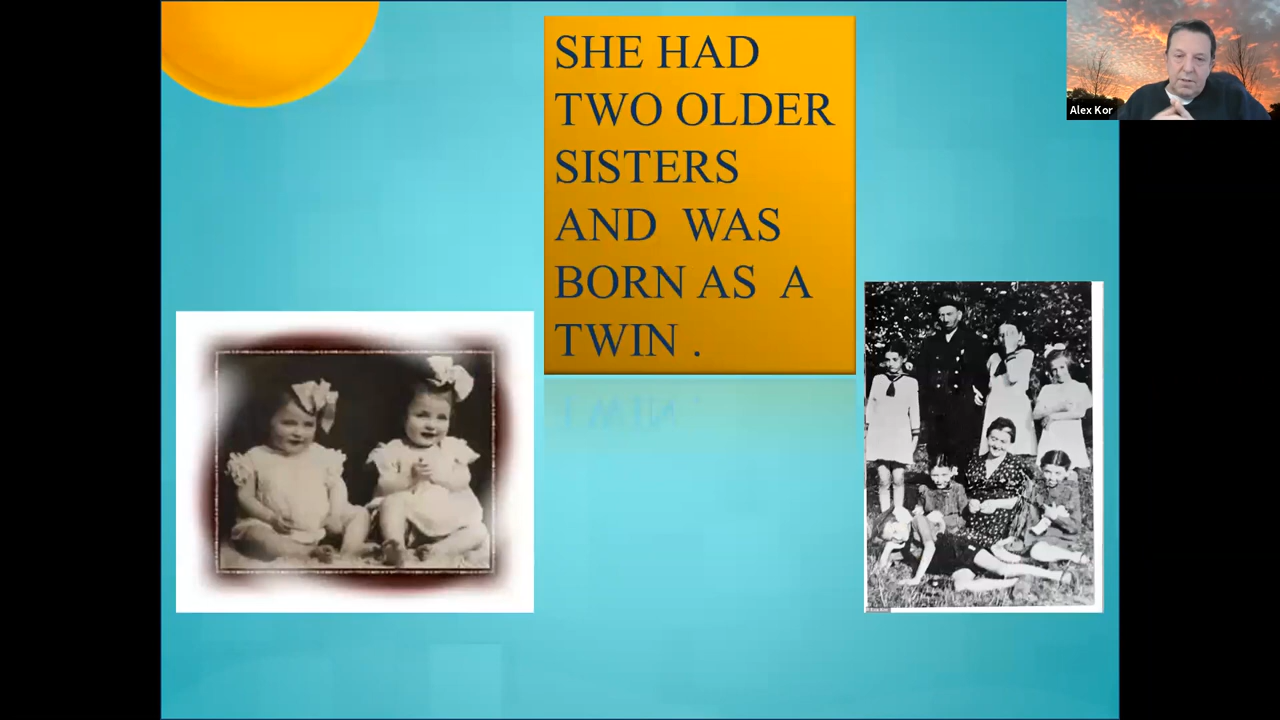 SHE HAD
TWO OLDER
SISTERS
AND WAS
BORN AS A
TWIN .
Alex Kor